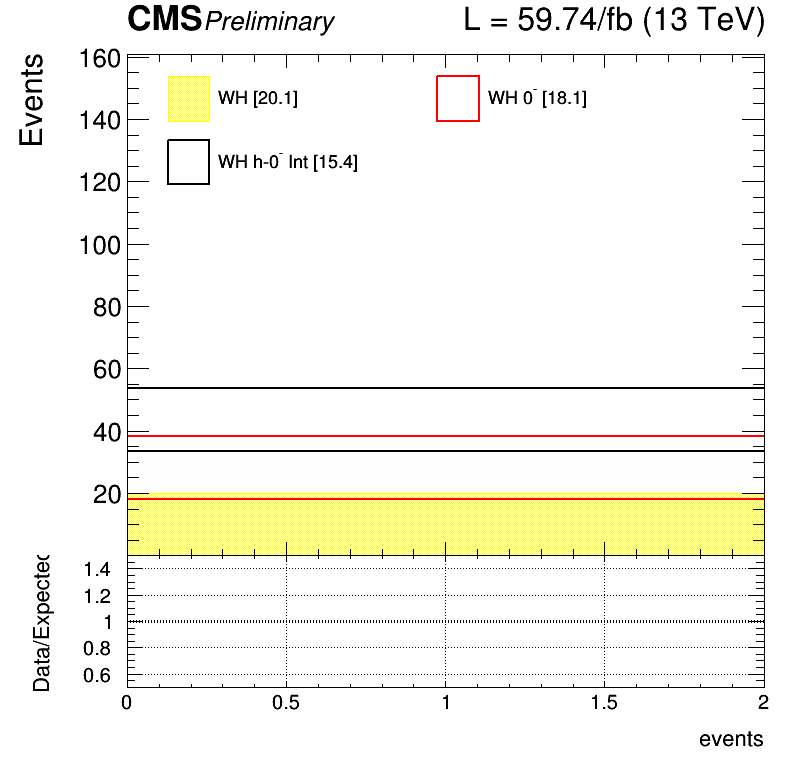 CMS Preliminary L = 59.74/fb (13 TeV)
Events
160
140
120
100
80
60
40
20
WH [20.1]
WH 0⁻ [18.1]
WH h-0⁻ Int [15.4]
Data/Expected
1.4
1.2
1
0.8
0.6
0 0.5 1 1.5 2
events